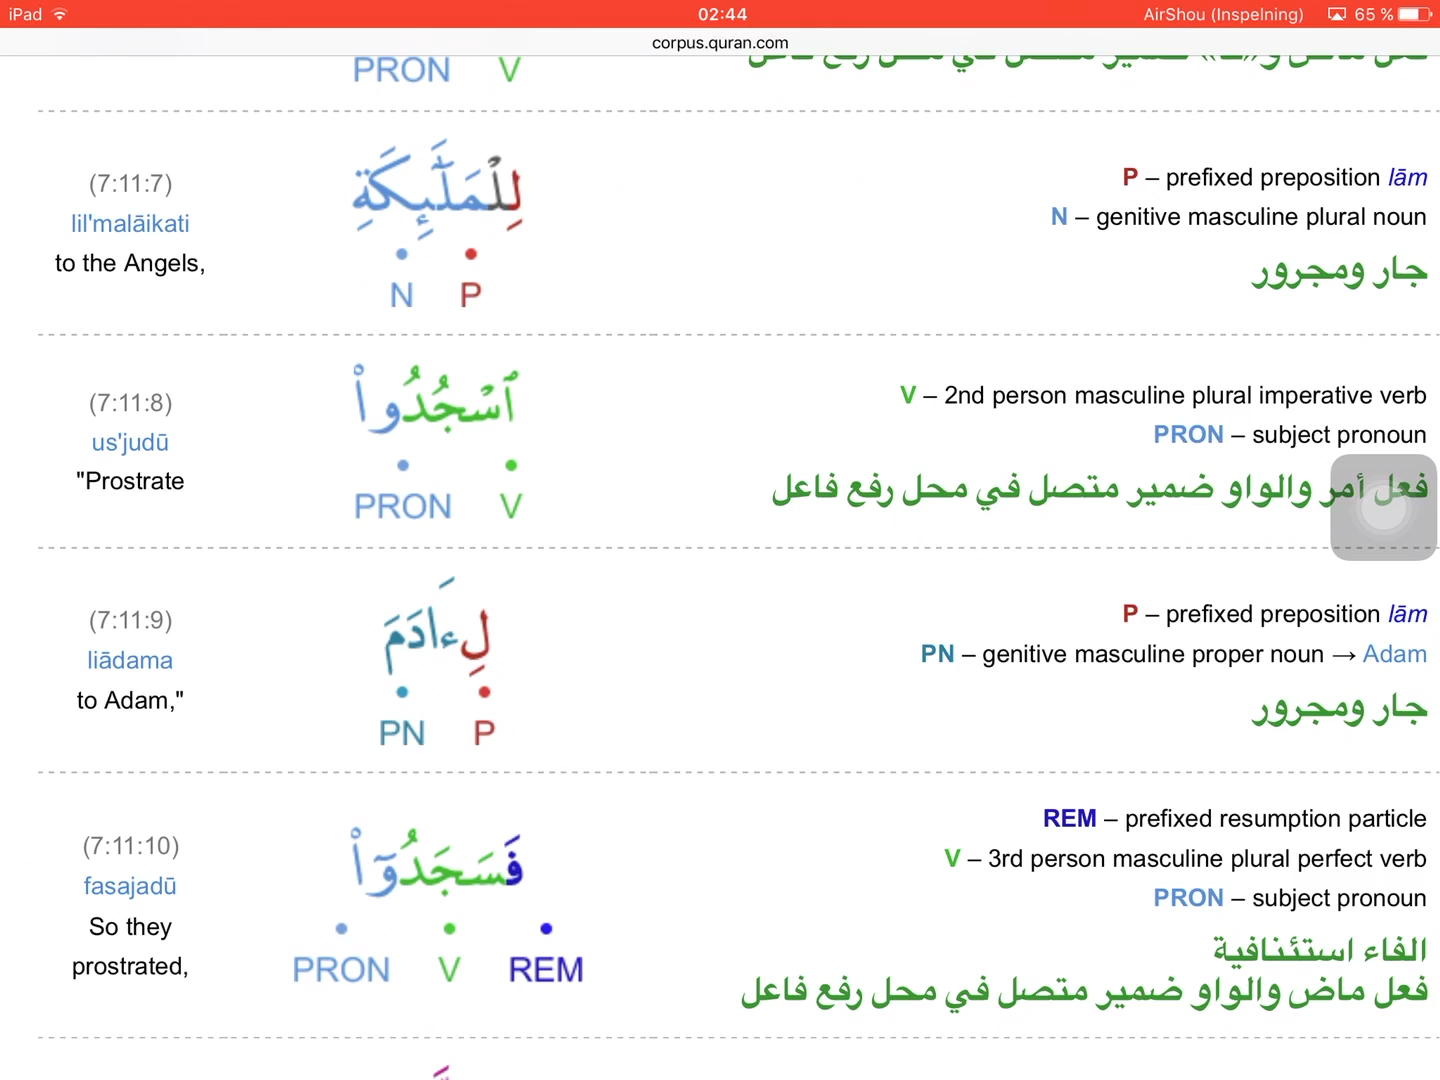 iPad
02:44
AirShou (Inspelning) 65 %
corpus.quran.com
PRON V
(7:11:7)
lil'malāikati
to the Angels,
لِلْمَلَٰٓئِكَةِ
N P
P – prefixed preposition lām
N – genitive masculine plural noun
جار ومجرور
(7:11:8)
us'judū
"Prostrate
ٱسْجُدُوا۟
PRON V
V – 2nd person masculine plural imperative verb
PRON – subject pronoun
فعل أمر والواو ضمير متصل في محل رفع فاعل
(7:11:9)
liādama
to Adam,"
لِـَٔادَمَ
PN P
P – prefixed preposition lām
PN – genitive masculine proper noun → Adam
جار ومجرور
(7:11:10)
fasajadū
So they
prostrated,
فَسَجَدُوٓا۟
PRON V REM
REM – prefixed resumption particle
V – 3rd person masculine plural perfect verb
PRON – subject pronoun
الفاء استئنافية
فعل ماض والواو ضمير متصل في محل رفع فاعل